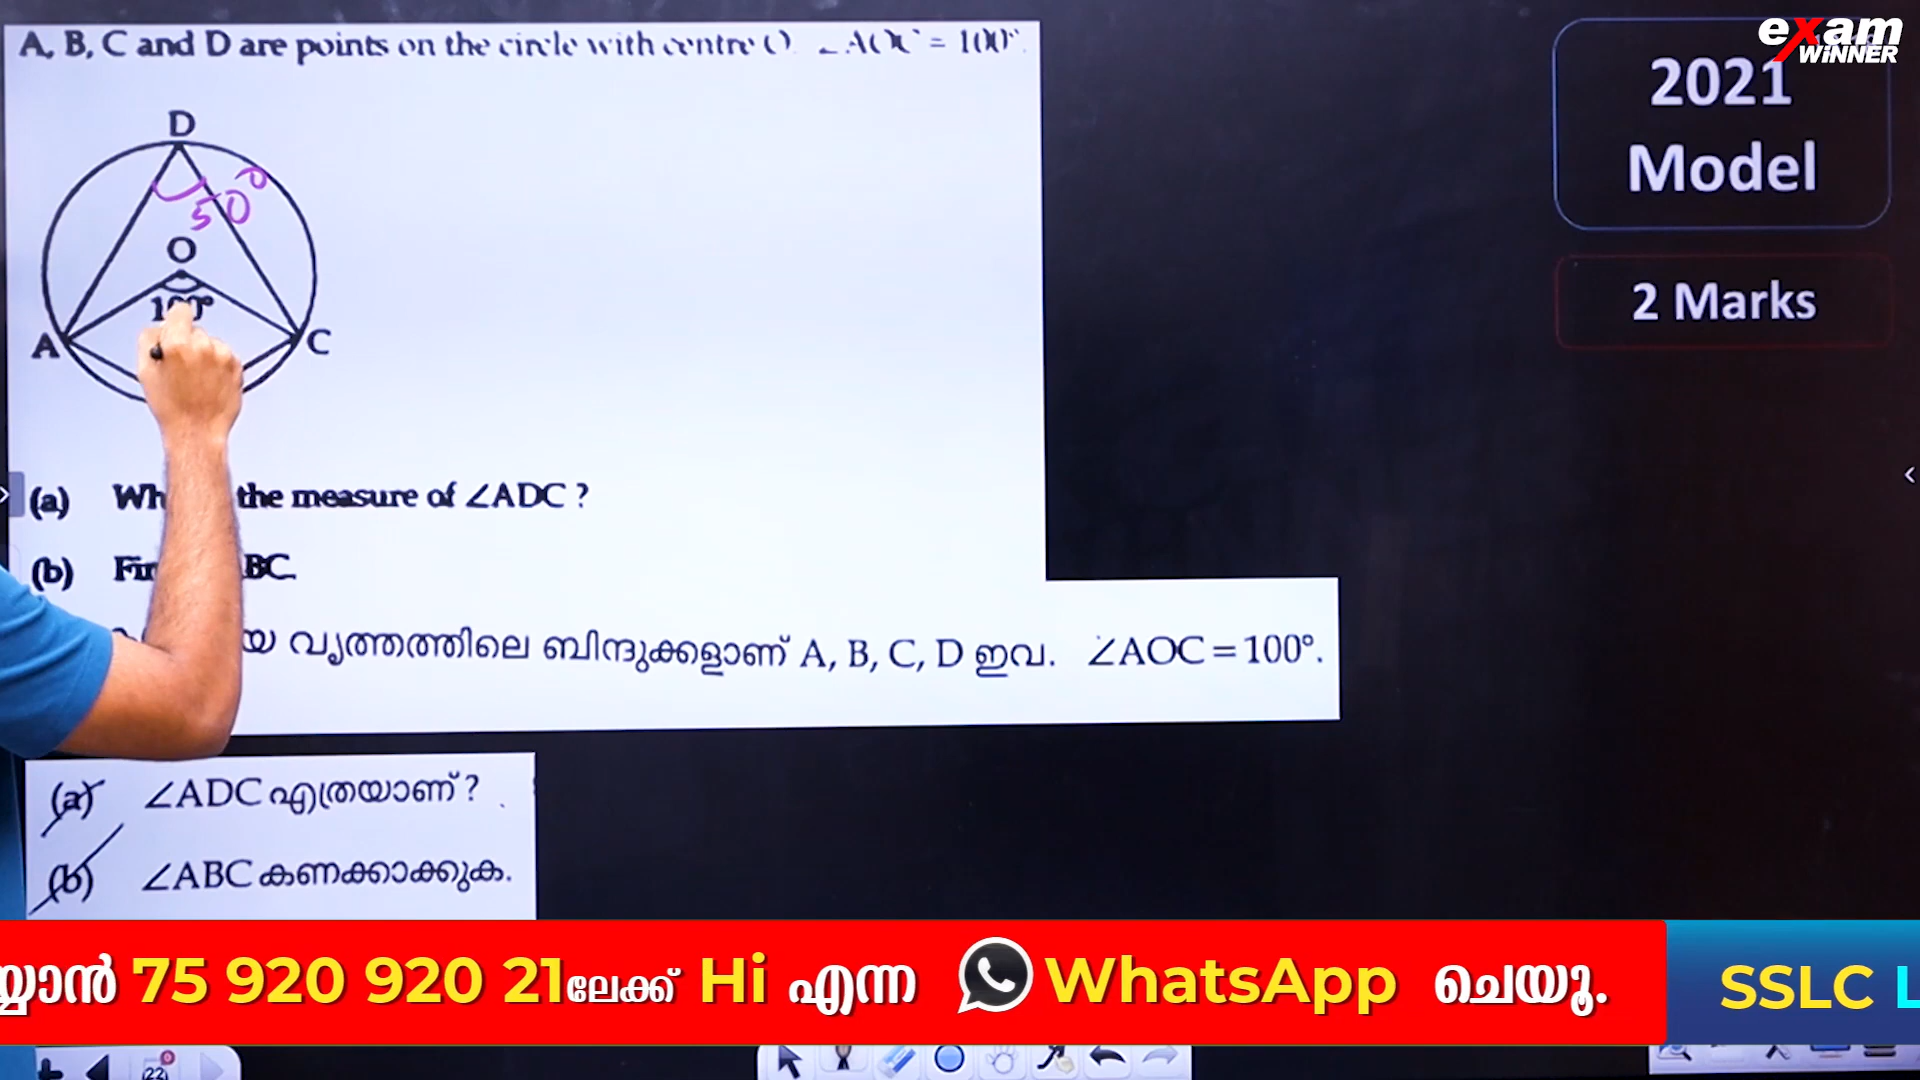 A, B, C and D are points on the circle with centre O. ∠AOC = 100°.
exam
WiNNER
2021
Model
2 Marks
D
50°
O
100°
A
C
(a) the measure of ∠ADC ?
(b)
വൃത്തത്തിലെ ബിന്ദുക്കളാണ് A, B, C, D ഇവ. ∠AOC = 100°.
(a) ∠ADC എത്രയാണ് ?
(b) ∠ABC കണക്കാക്കുക.
75 920 920 21ലേക്ക് Hi എന്ന WhatsApp ചെയൂ.
SSLC
22